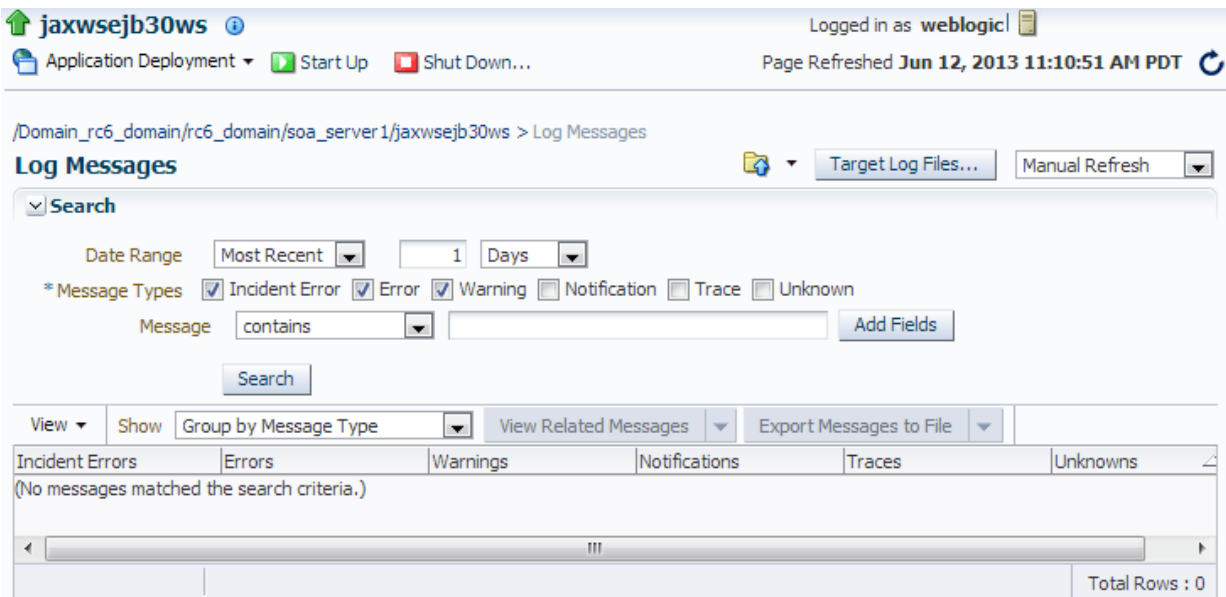 jaxwsejb30ws
Logged in as weblogic
Application Deployment Start Up Shut Down...
Page Refreshed Jun 12, 2013 11:10:51 AM PDT
/Domain_rc6_domain/rc6_domain/soa_server1/jaxwsejb30ws > Log Messages
Log Messages
Target Log Files... Manual Refresh
Search
Date Range Most Recent 1 Days
* Message Types Incident Error Error Warning Notification Trace Unknown
Message contains Add Fields
Search
View Show Group by Message Type View Related Messages Export Messages to File
Incident Errors Errors Warnings Notifications Traces Unknowns
(No messages matched the search criteria.)
Total Rows : 0